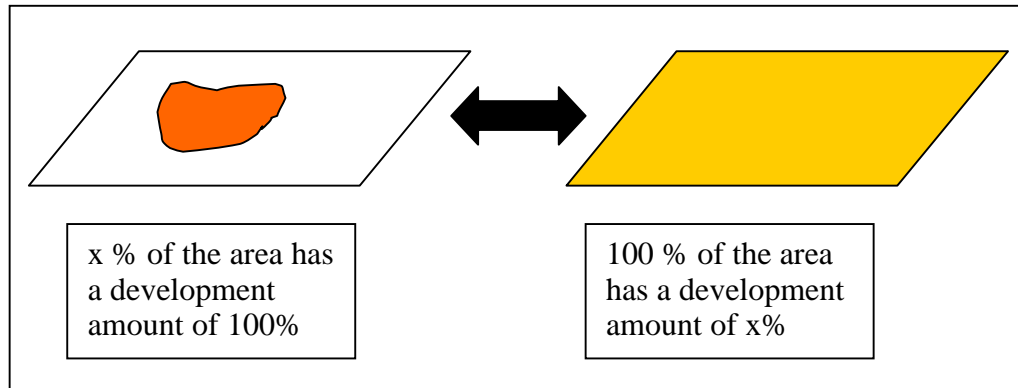 x % of the area has
a development
amount of 100%
100 % of the area
has a development
amount of x%